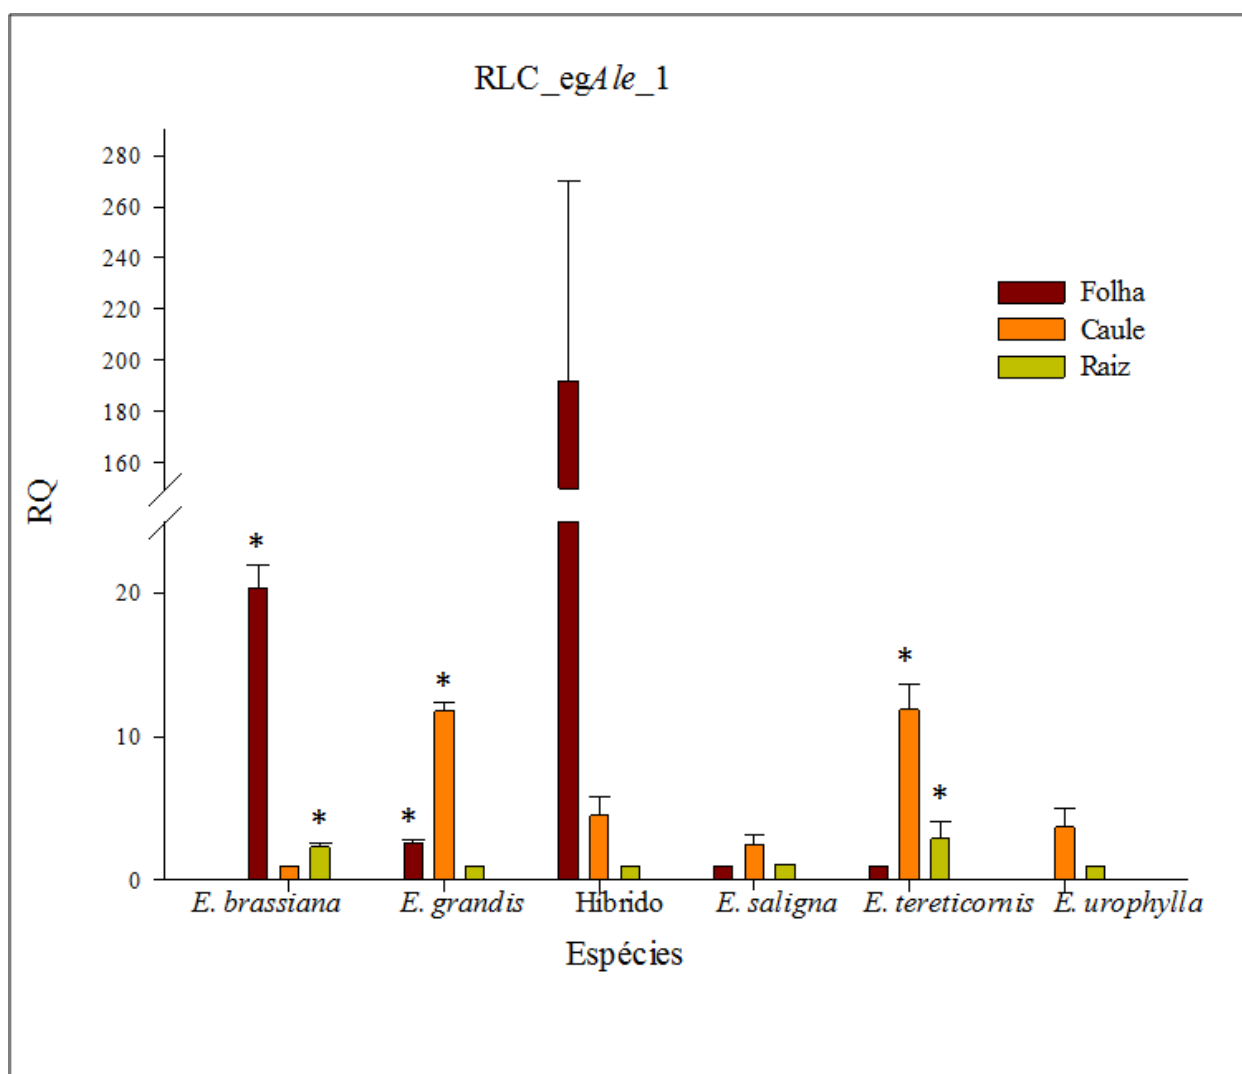 RLC_egAle_1
280
260
240
220
200
180
160
20
10
0
RQ
*
*
*
*
*
*
Folha
Caule
Raiz
E. brassiana E. grandis Híbrido E. saligna E. tereticornis E. urophylla
Espécies